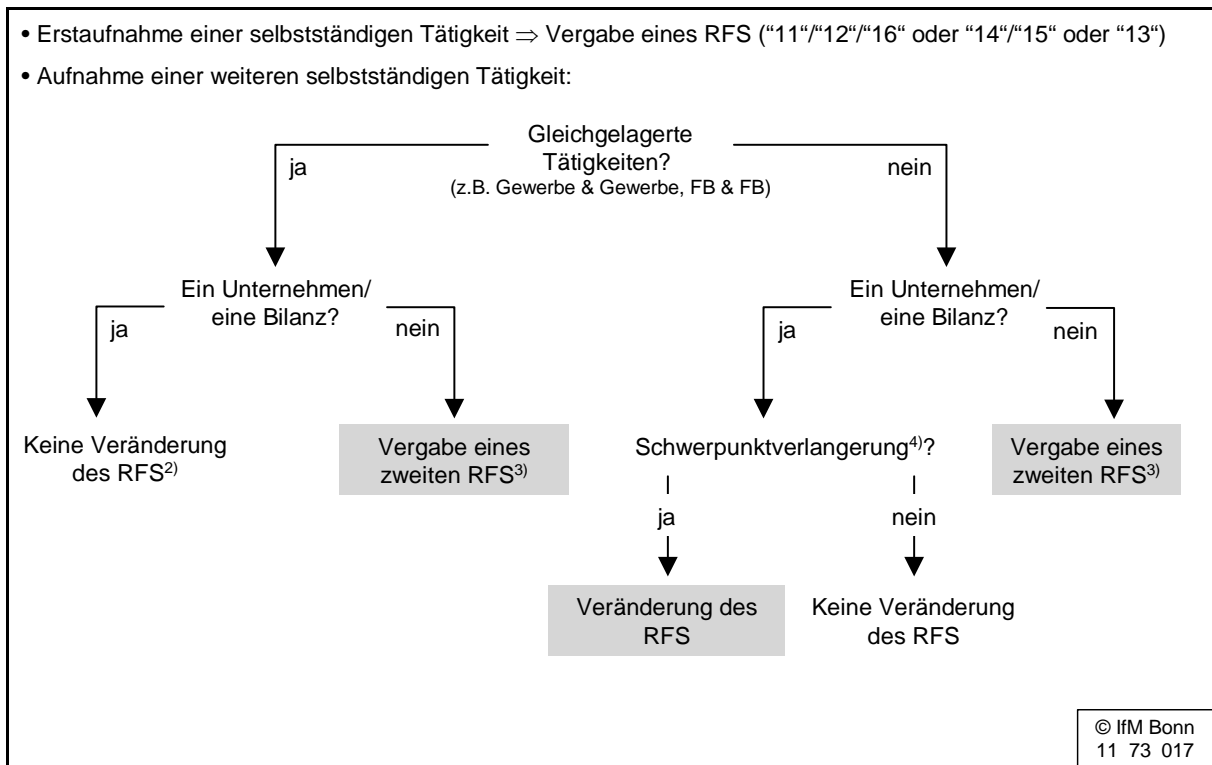 • Erstaufnahme einer selbstständigen Tätigkeit ⇒ Vergabe eines RFS (“11“/“12“/“16“ oder “14“/“15“ oder “13“)
• Aufnahme einer weiteren selbstständigen Tätigkeit:
Gleichgelagerte
Tätigkeiten?
(z.B. Gewerbe & Gewerbe, FB & FB)
ja
nein
Ein Unternehmen/
eine Bilanz?
Ein Unternehmen/
eine Bilanz?
ja
nein
ja
nein
Keine Veränderung
des RFS2)
Vergabe eines
zweiten RFS3)
Schwerpunktverlangerung4)?
Vergabe eines
zweiten RFS3)
ja
nein
Veränderung des
RFS
Keine Veränderung
des RFS
© IfM Bonn
11 73 017